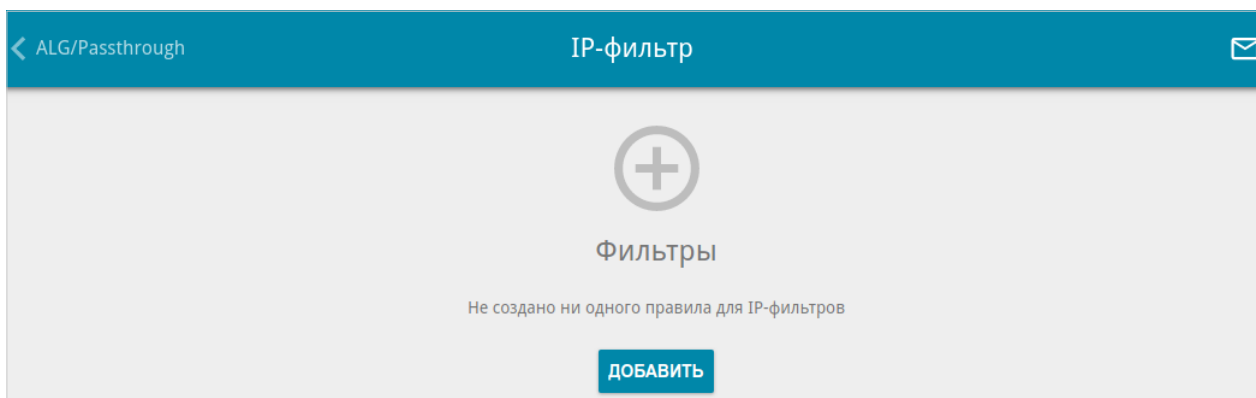 ALG/Passthrough
IP-фильтр
Фильтры
Не создано ни одного правила для IP-фильтров
ДОБАВИТЬ